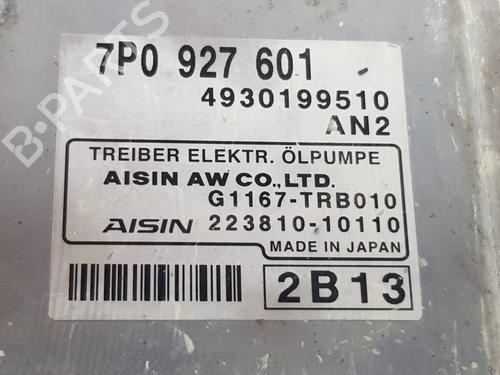 7P0 927 601
4930199510
AN2
TREIBER ELEKTR. ÖLPUMPE
AISIN AW CO.,LTD.
G1167-TRB010
AISIN 223810-10110
MADE IN JAPAN
2B13
B-PARTS